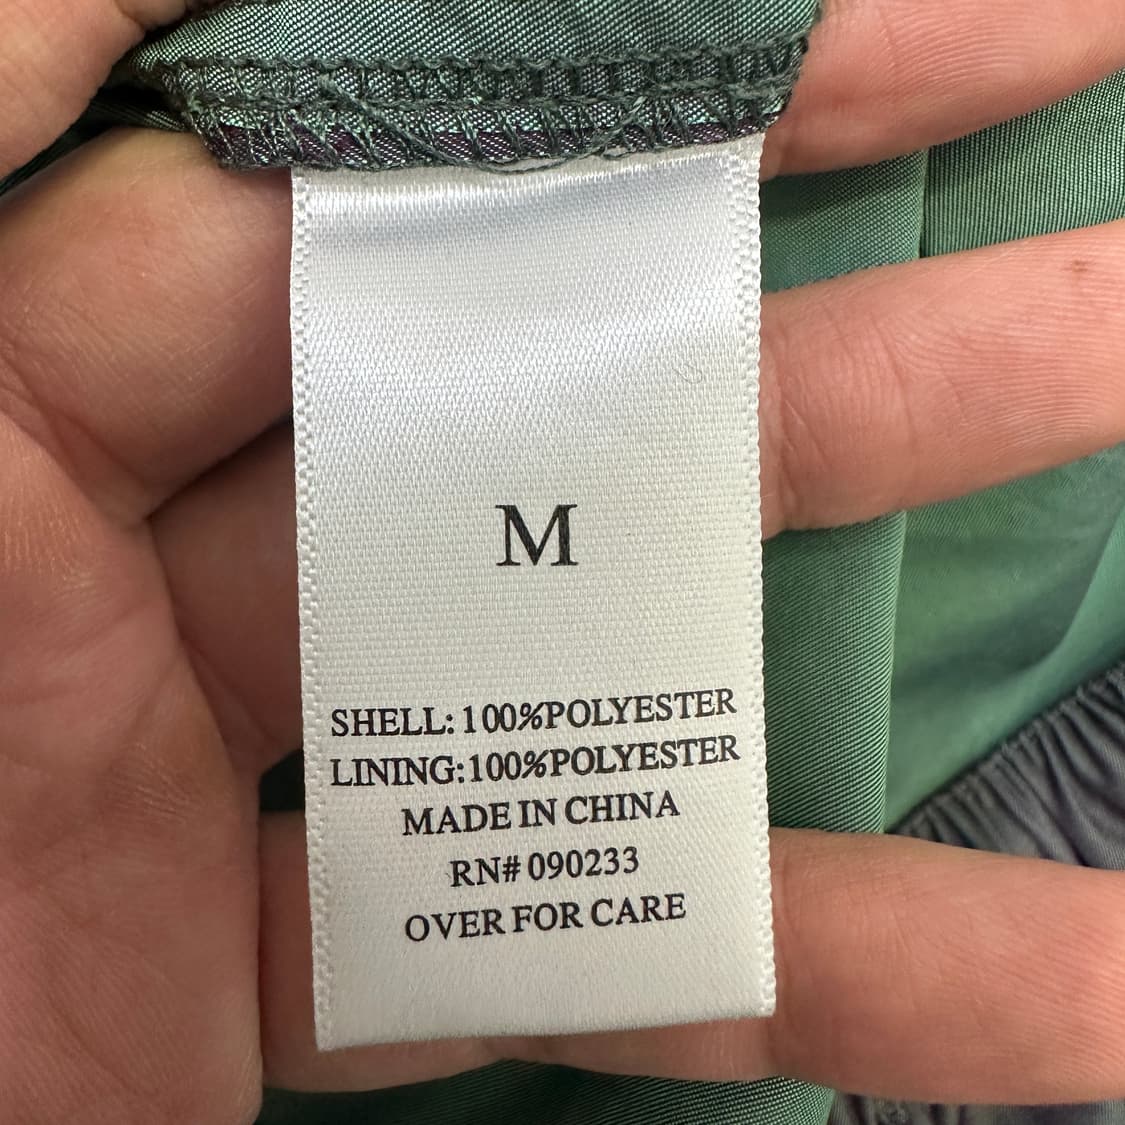 M
SHELL: 100%POLYESTER
LINING:100%POLYESTER
MADE IN CHINA
RN# 090233
OVER FOR CARE